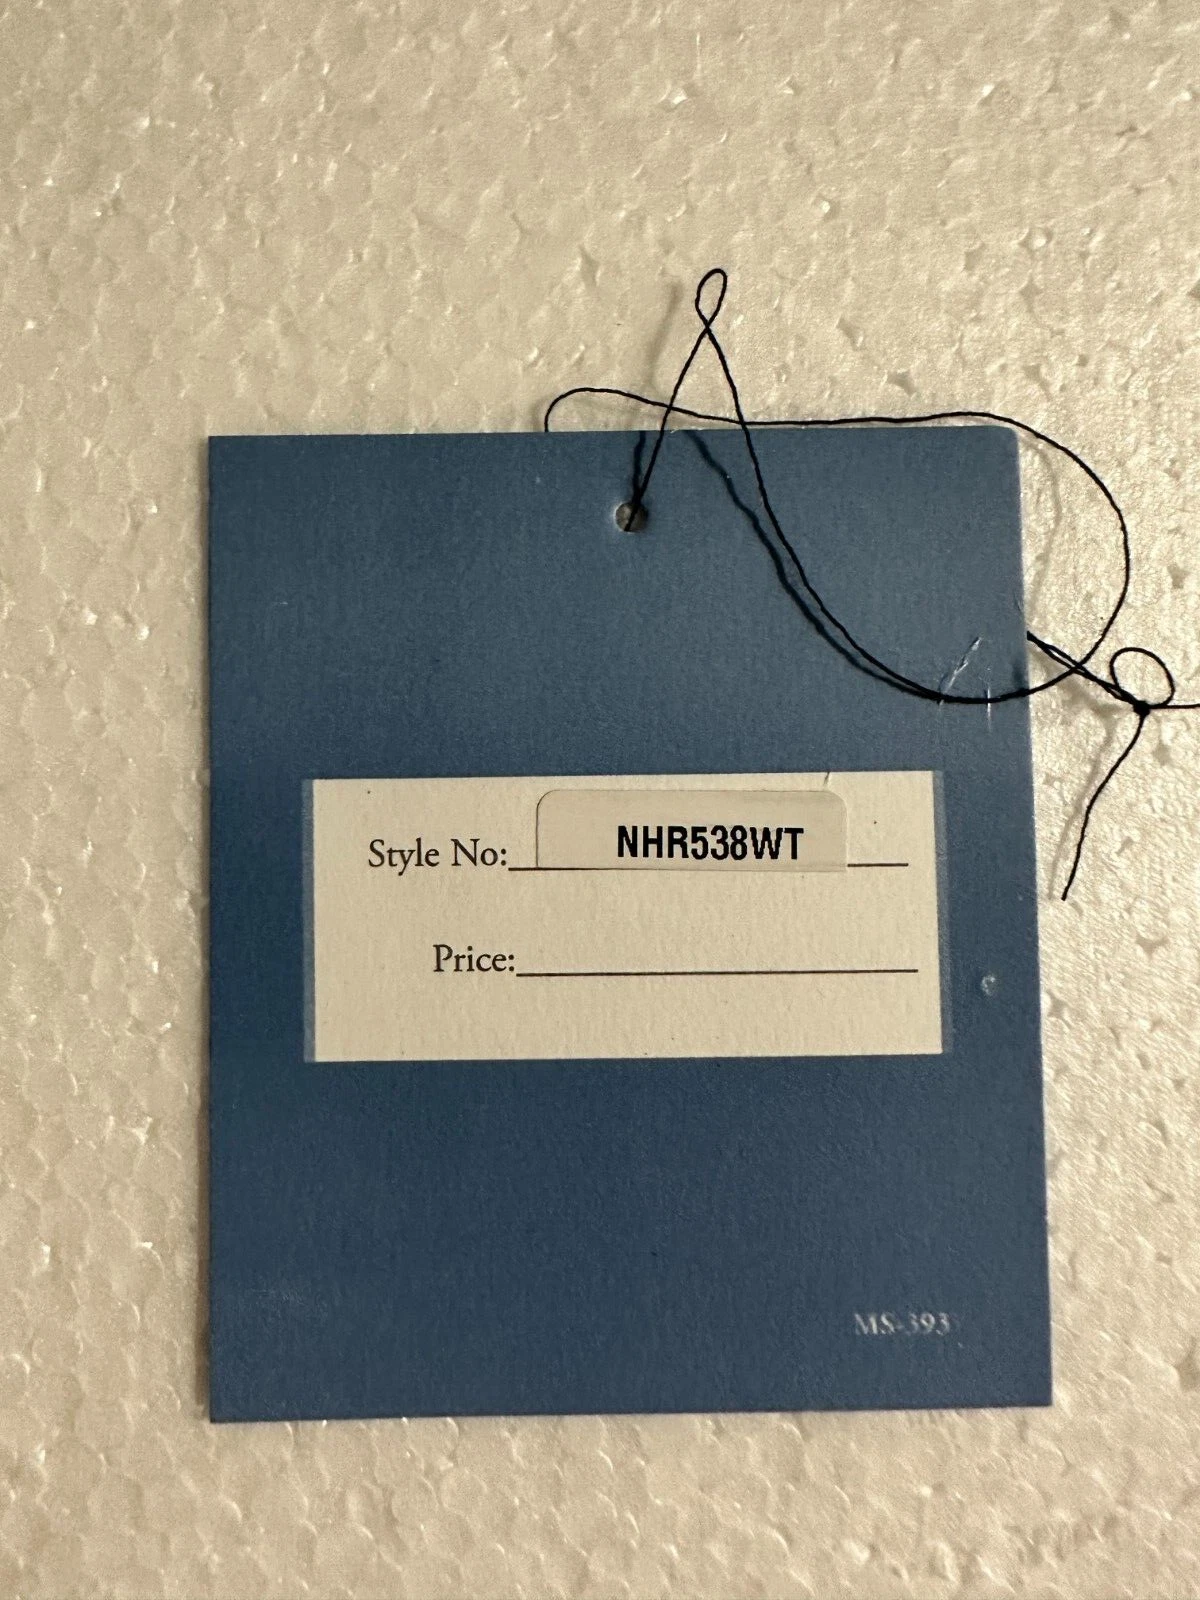 Style No: NHR538WT
Price:
MS-393